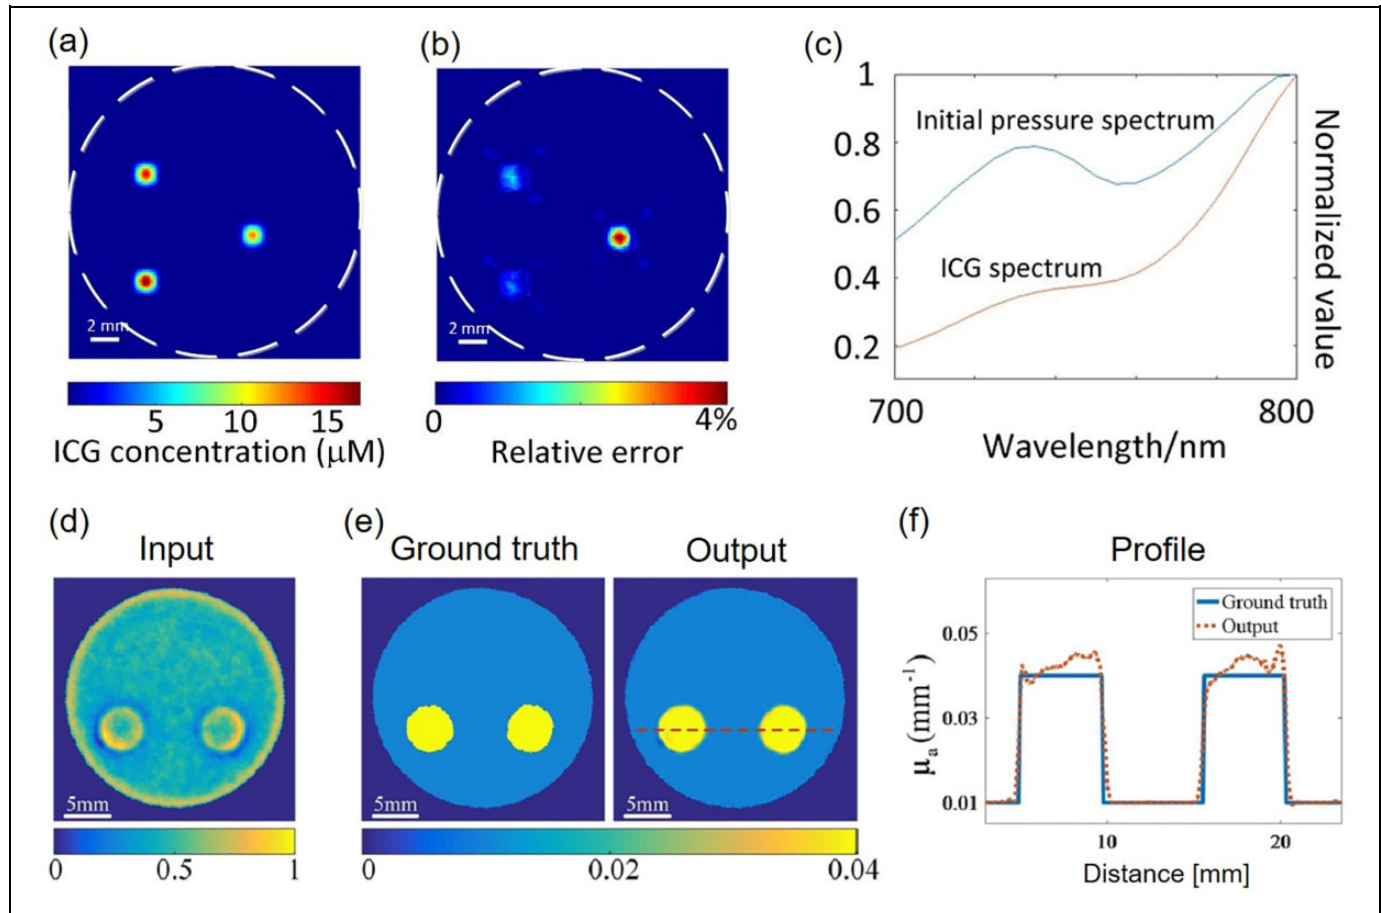 (a)
(b)
(c)
2 mm
2 mm
5 10 15
ICG concentration (μM)
0 4%
Relative error
Initial pressure spectrum
ICG spectrum
1
0.8
0.6
0.4
0.2
700 800
Wavelength/nm
Normalized value
(d)
Input
5mm
0 0.5 1
(e)
Ground truth
Output
5mm
5mm
0 0.02 0.04
(f)
Profile
Ground truth
Output
0.05
0.03
0.01
μa (mm⁻¹)
10 20
Distance [mm]